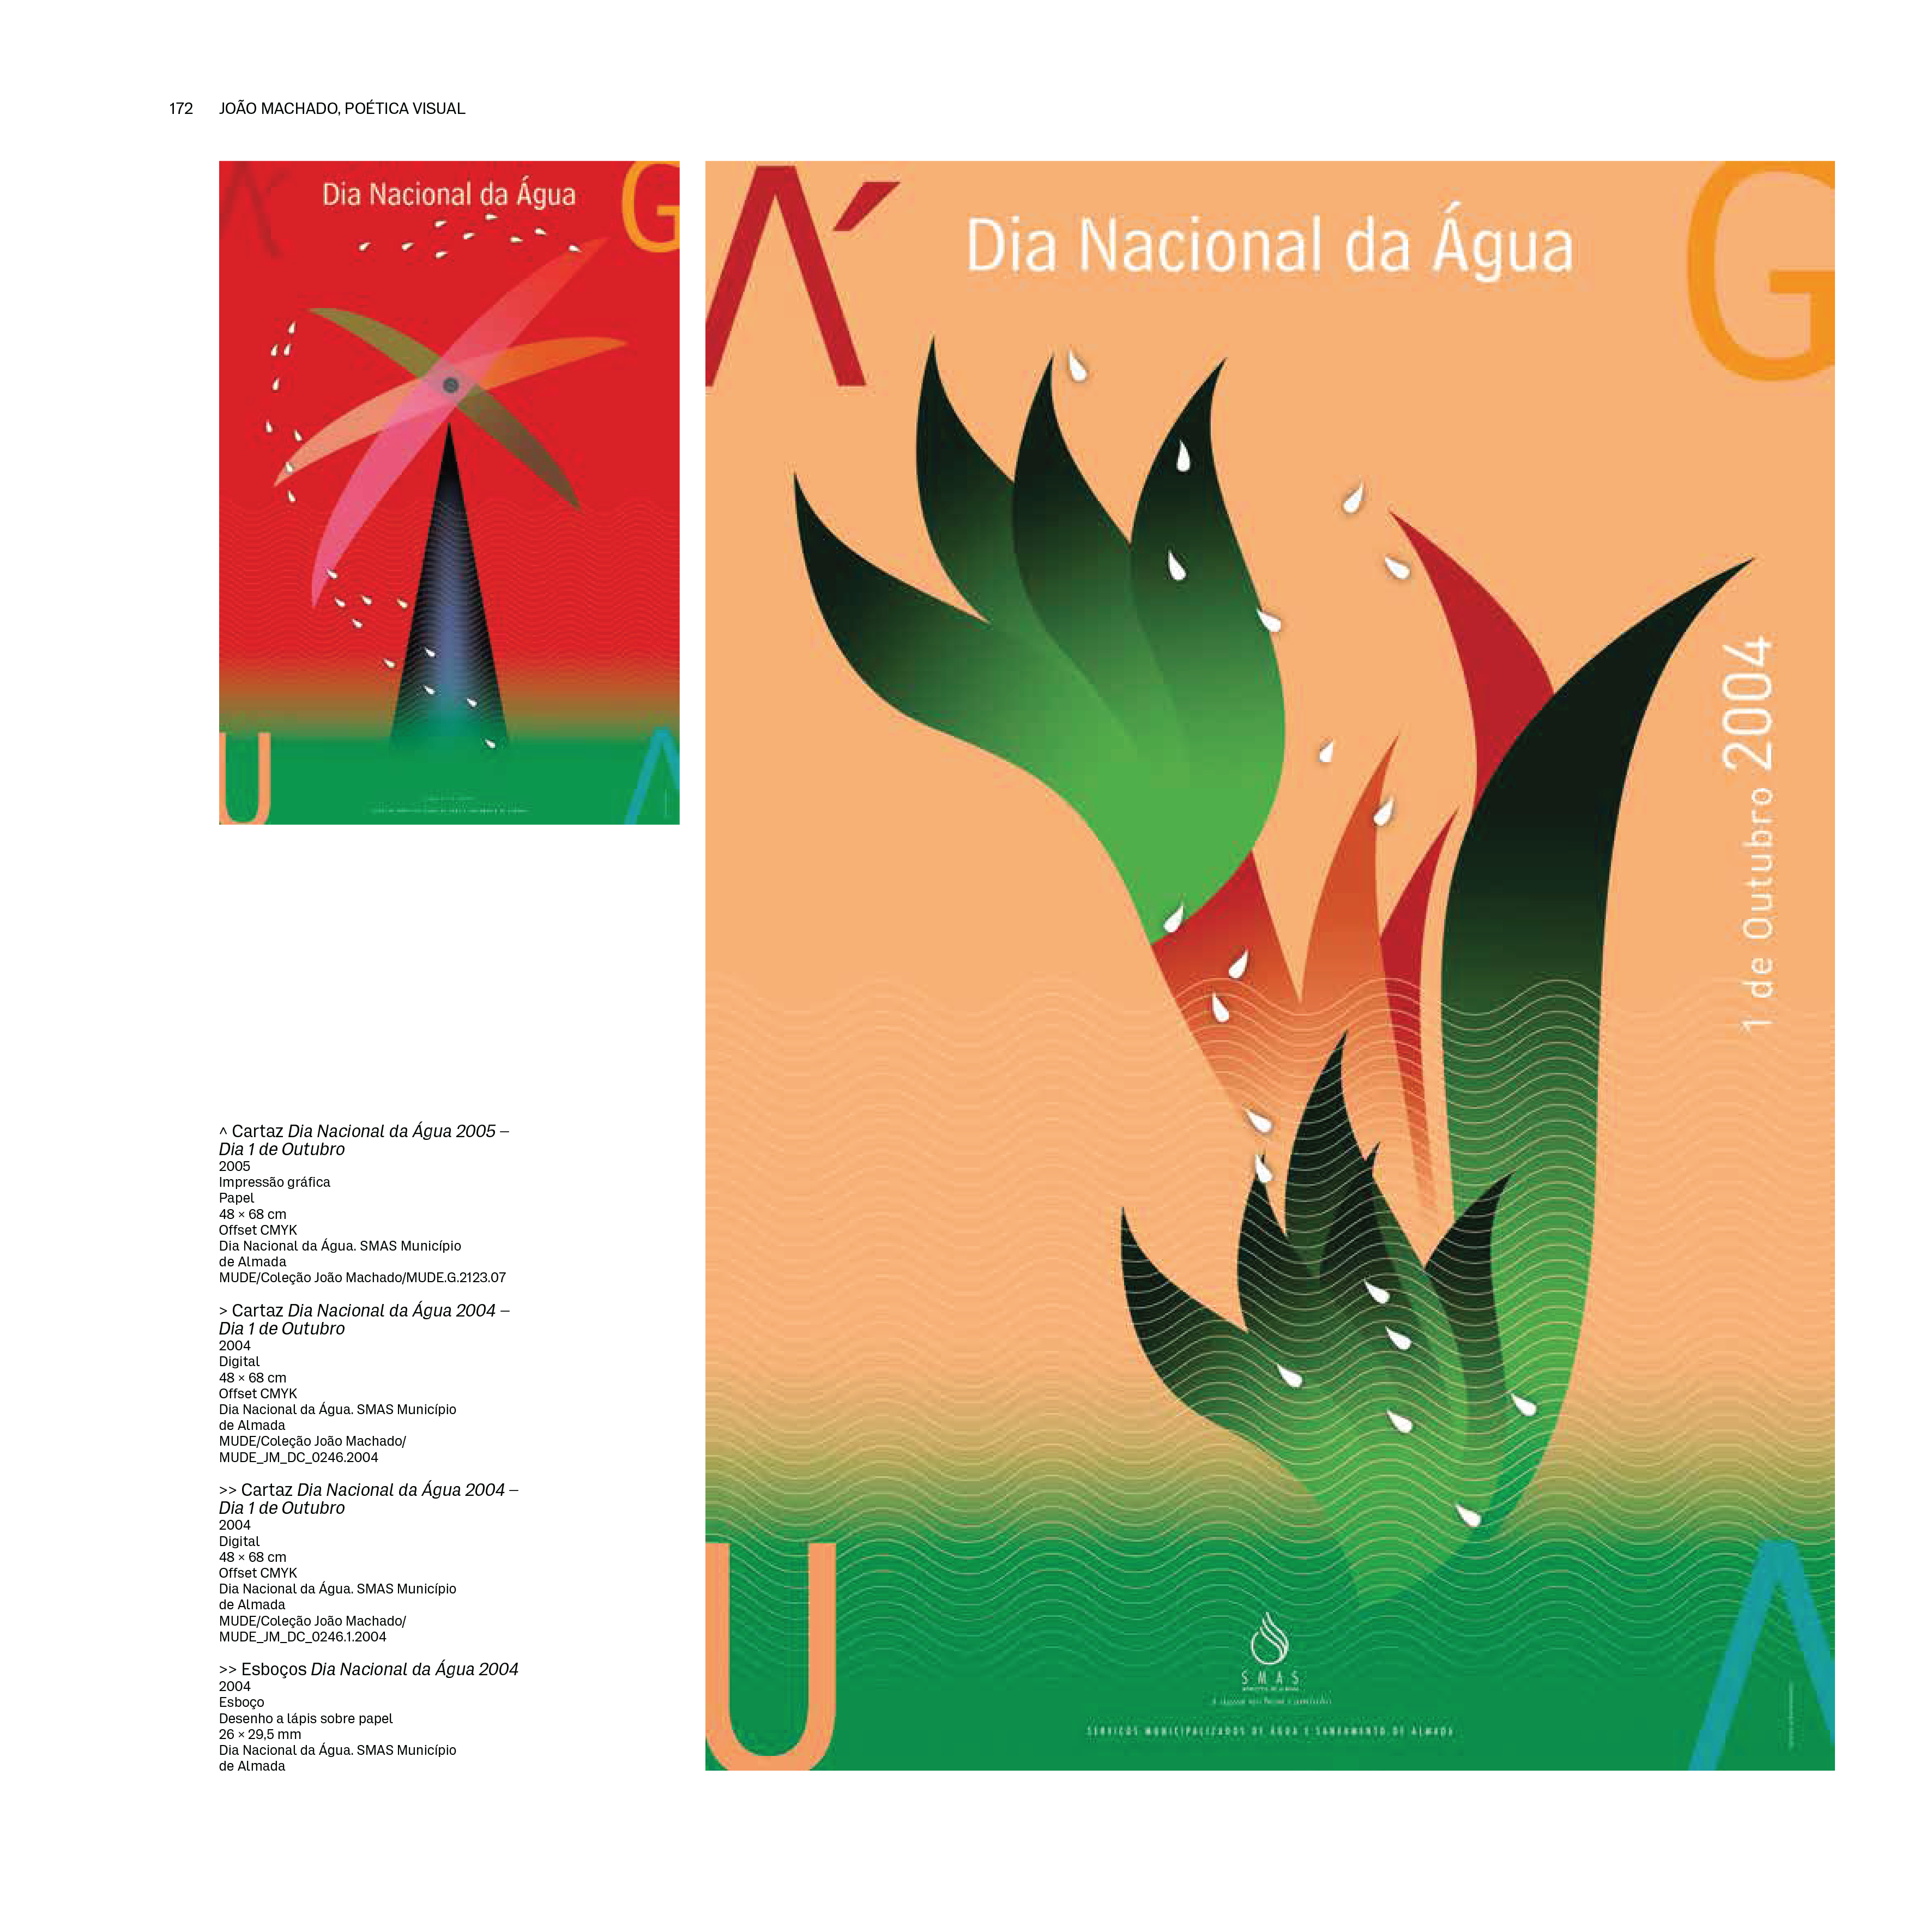 172 JOÃO MACHADO, POÉTICA VISUAL
Á
G
Dia Nacional da Água
U
A
Á
G
Dia Nacional da Água
1 de Outubro 2004
U
A
SMAS
SERVIÇOS MUNICIPALIZADOS DE ÁGUA E SANEAMENTO DE ALMADA
^ Cartaz Dia Nacional da Água 2005 –
Dia 1 de Outubro
2005
Impressão gráfica
Papel
48 × 68 cm
Offset CMYK
Dia Nacional da Água. SMAS Município
de Almada
MUDE/Coleção João Machado/MUDE.G.2123.07
> Cartaz Dia Nacional da Água 2004 –
Dia 1 de Outubro
2004
Digital
48 × 68 cm
Offset CMYK
Dia Nacional da Água. SMAS Município
de Almada
MUDE/Coleção João Machado/
MUDE_JM_DC_0246.2004
>> Cartaz Dia Nacional da Água 2004 –
Dia 1 de Outubro
2004
Digital
48 × 68 cm
Offset CMYK
Dia Nacional da Água. SMAS Município
de Almada
MUDE/Coleção João Machado/
MUDE_JM_DC_0246.1.2004
>> Esboços Dia Nacional da Água 2004
2004
Esboço
Desenho a lápis sobre papel
26 × 29,5 mm
Dia Nacional da Água. SMAS Município
de Almada